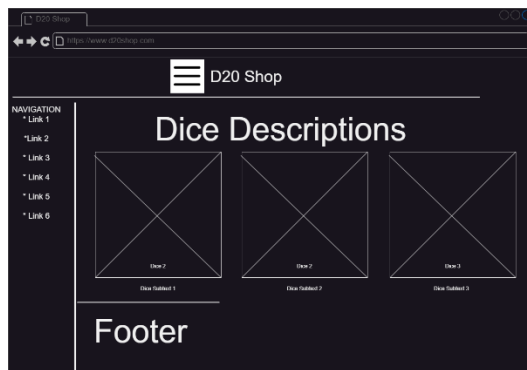 D20 Shop
https://www.d20shop.com
D20 Shop
NAVIGATION
* Link 1
*Link 2
* Link 3
* Link 4
* Link 5
* Link 6
Dice Descriptions
Dice 2
Dice 2
Dice 3
Dice Subtext 1
Dice Subtext 2
Dice Subtext 3
Footer